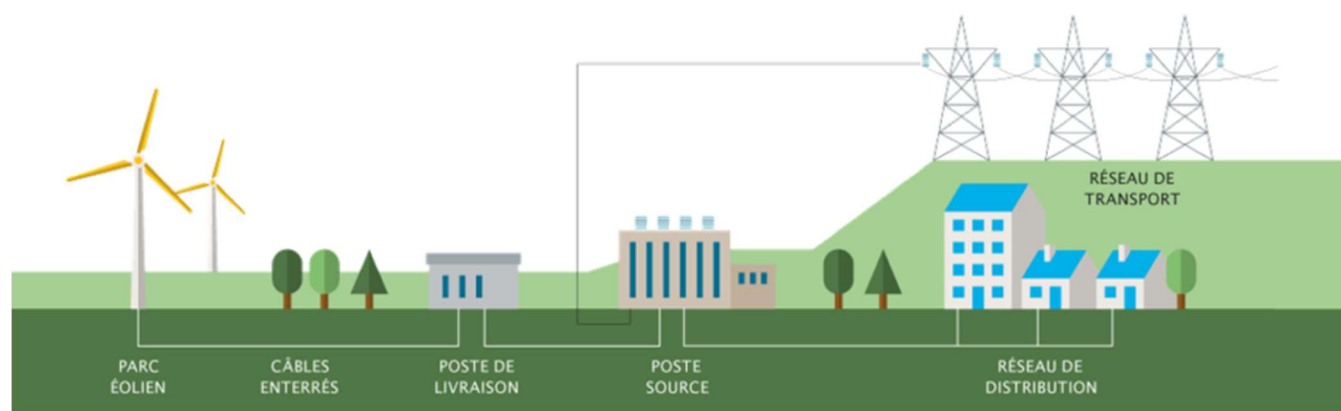 RÉSEAU DE
TRANSPORT
PARC
ÉOLIEN
CÂBLES
ENTERRÉS
POSTE DE
LIVRAISON
POSTE
SOURCE
RÉSEAU DE
DISTRIBUTION